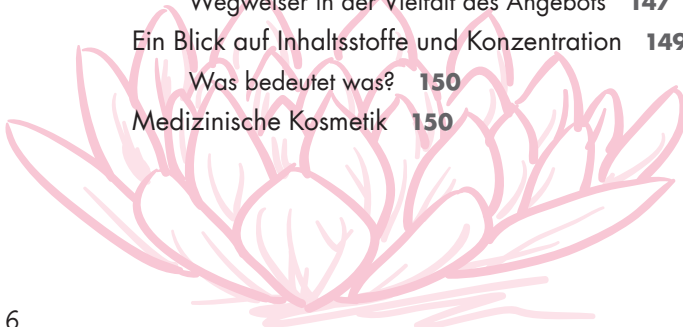 Wegweiser in der Vielfalt des Angebots 147
Ein Blick auf Inhaltsstoffe und Konzentration 149
Was bedeutet was? 150
Medizinische Kosmetik 150
6